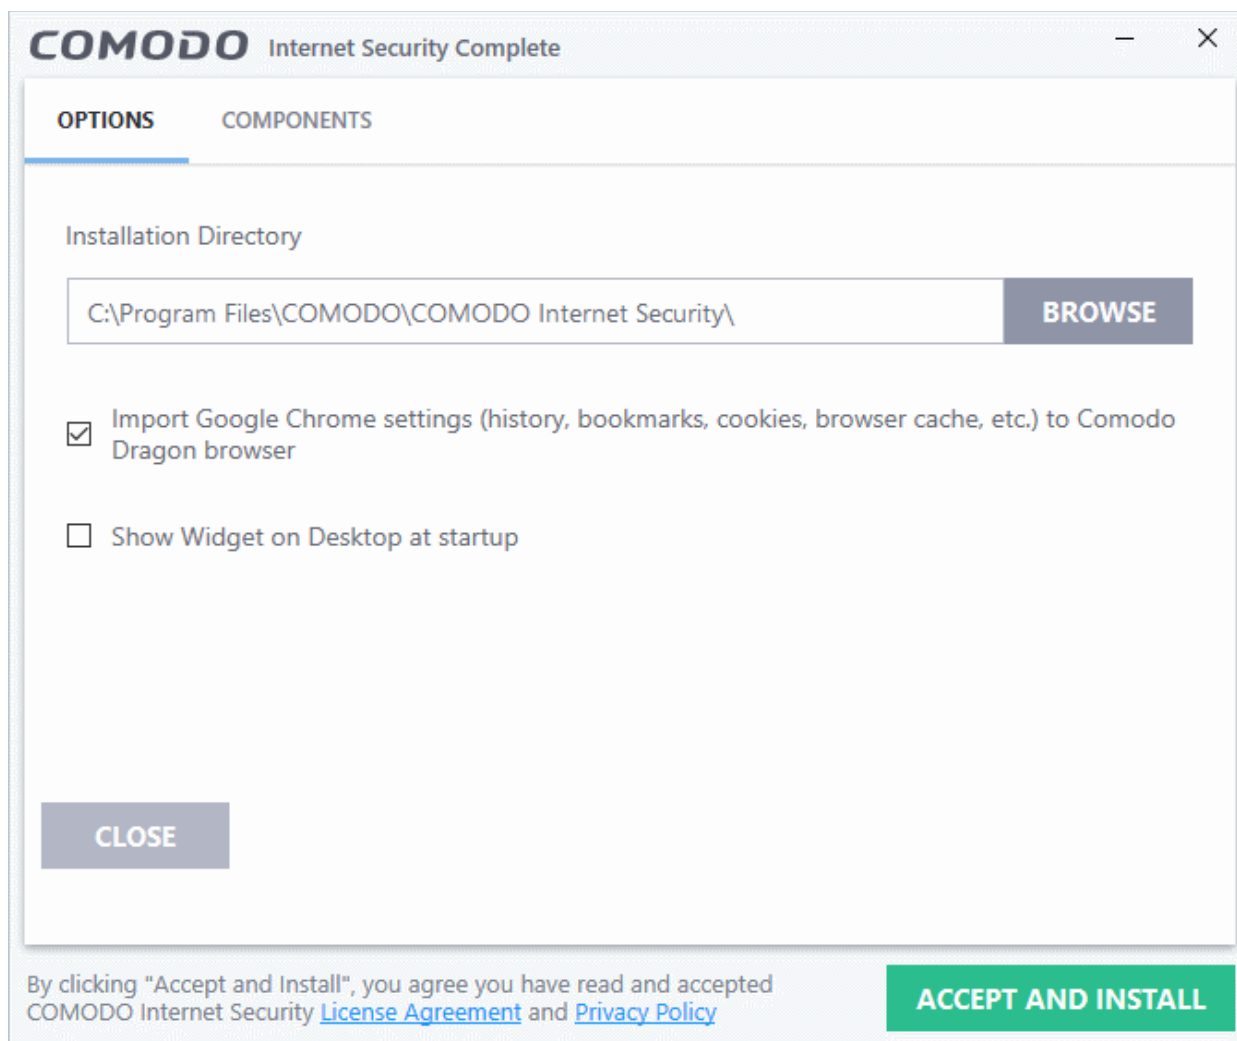 COMODO Internet Security Complete
OPTIONS COMPONENTS
Installation Directory
C:\Program Files\COMODO\COMODO Internet Security\ BROWSE
Import Google Chrome settings (history, bookmarks, cookies, browser cache, etc.) to Comodo
Dragon browser
Show Widget on Desktop at startup
CLOSE
By clicking "Accept and Install", you agree you have read and accepted
COMODO Internet Security License Agreement and Privacy Policy
ACCEPT AND INSTALL